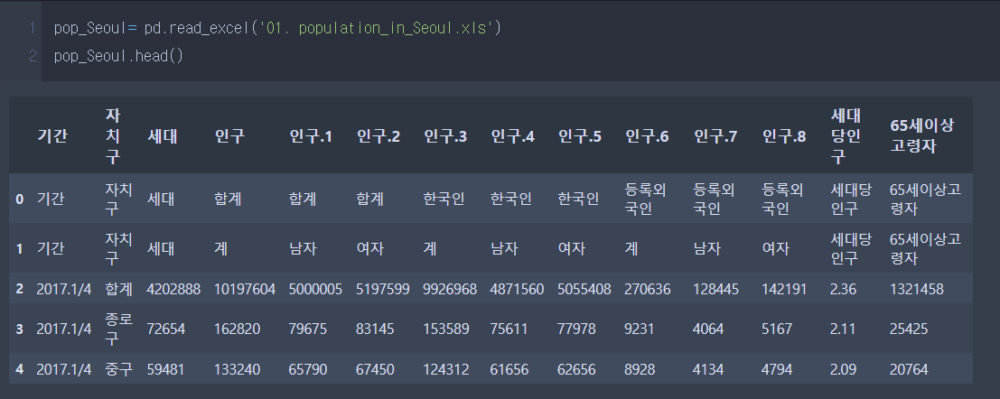 1 pop_Seoul= pd.read_excel('01. population_in_Seoul.xls')
2 pop_Seoul.head()
기간 자치구 세대 인구 인구.1 인구.2 인구.3 인구.4 인구.5 인구.6 인구.7 인구.8 세대당인구 65세이상고령자
0 기간 자치구 세대 합계 합계 합계 한국인 한국인 한국인 등록외국인 등록외국인 등록외국인 세대당인구 65세이상고령자
1 기간 자치구 세대 계 남자 여자 계 남자 여자 계 남자 여자 세대당인구 65세이상고령자
2 2017.1/4 합계 4202888 10197604 5000005 5197599 9926968 4871560 5055408 270636 128445 142191 2.36 1321458
3 2017.1/4 종로구 72654 162820 79675 83145 153589 75611 77978 9231 4064 5167 2.11 25425
4 2017.1/4 중구 59481 133240 65790 67450 124312 61656 62656 8928 4134 4794 2.09 20764